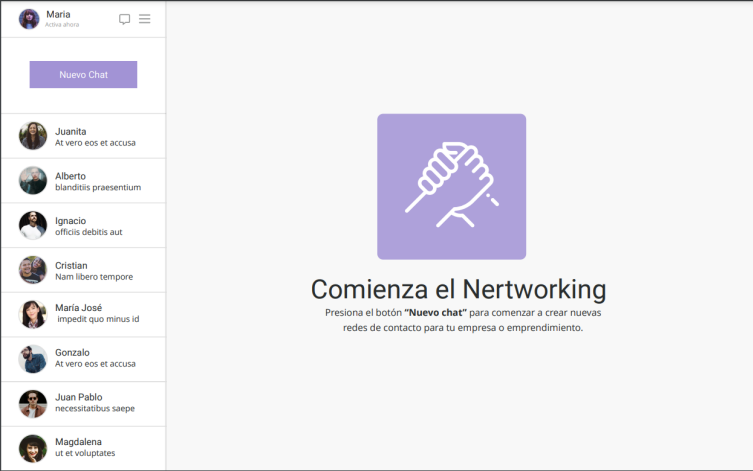 Maria
Activa ahora
Nuevo Chat
Juanita
At vero eos et accusa
Alberto
blanditiis praesentium
Ignacio
officiis debitis aut
Cristian
Nam libero tempore
María José
impedit quo minus id
Gonzalo
At vero eos et accusa
Juan Pablo
necessitatibus saepe
Magdalena
ut et voluptates
Comienza el Nertworking
Presiona el botón “Nuevo chat” para comenzar a crear nuevas
redes de contacto para tu empresa o emprendimiento.